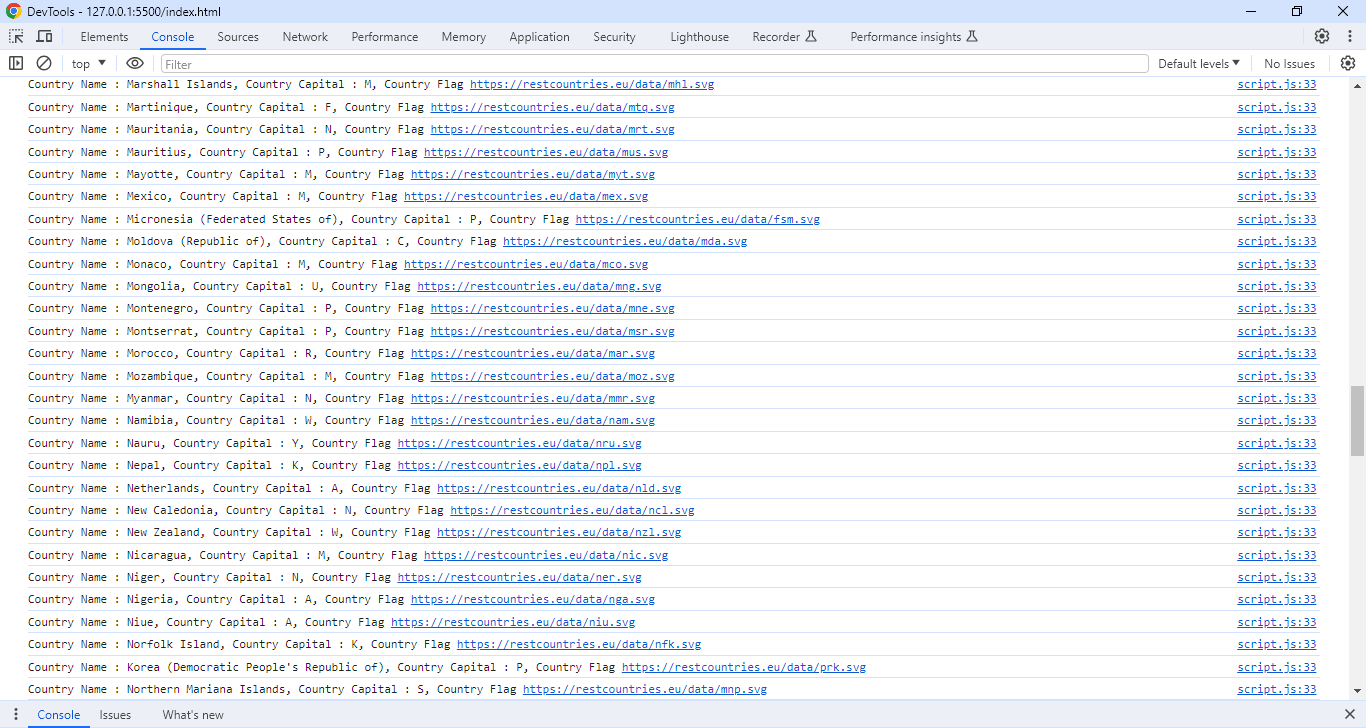 DevTools - 127.0.0.1:5500/index.html
Elements Console Sources Network Performance Memory Application Security Lighthouse Recorder Performance insights
top Filter Default levels No Issues
Country Name : Marshall Islands, Country Capital : M, Country Flag https://restcountries.eu/data/mhl.svg script.js:33
Country Name : Martinique, Country Capital : F, Country Flag https://restcountries.eu/data/mtq.svg script.js:33
Country Name : Mauritania, Country Capital : N, Country Flag https://restcountries.eu/data/mrt.svg script.js:33
Country Name : Mauritius, Country Capital : P, Country Flag https://restcountries.eu/data/mus.svg script.js:33
Country Name : Mayotte, Country Capital : M, Country Flag https://restcountries.eu/data/myt.svg script.js:33
Country Name : Mexico, Country Capital : M, Country Flag https://restcountries.eu/data/mex.svg script.js:33
Country Name : Micronesia (Federated States of), Country Capital : P, Country Flag https://restcountries.eu/data/fsm.svg script.js:33
Country Name : Moldova (Republic of), Country Capital : C, Country Flag https://restcountries.eu/data/mda.svg script.js:33
Country Name : Monaco, Country Capital : M, Country Flag https://restcountries.eu/data/mco.svg script.js:33
Country Name : Mongolia, Country Capital : U, Country Flag https://restcountries.eu/data/mng.svg script.js:33
Country Name : Montenegro, Country Capital : P, Country Flag https://restcountries.eu/data/mne.svg script.js:33
Country Name : Montserrat, Country Capital : P, Country Flag https://restcountries.eu/data/msr.svg script.js:33
Country Name : Morocco, Country Capital : R, Country Flag https://restcountries.eu/data/mar.svg script.js:33
Country Name : Mozambique, Country Capital : M, Country Flag https://restcountries.eu/data/moz.svg script.js:33
Country Name : Myanmar, Country Capital : N, Country Flag https://restcountries.eu/data/mmr.svg script.js:33
Country Name : Namibia, Country Capital : W, Country Flag https://restcountries.eu/data/nam.svg script.js:33
Country Name : Nauru, Country Capital : Y, Country Flag https://restcountries.eu/data/nru.svg script.js:33
Country Name : Nepal, Country Capital : K, Country Flag https://restcountries.eu/data/npl.svg script.js:33
Country Name : Netherlands, Country Capital : A, Country Flag https://restcountries.eu/data/nld.svg script.js:33
Country Name : New Caledonia, Country Capital : N, Country Flag https://restcountries.eu/data/ncl.svg script.js:33
Country Name : New Zealand, Country Capital : W, Country Flag https://restcountries.eu/data/nzl.svg script.js:33
Country Name : Nicaragua, Country Capital : M, Country Flag https://restcountries.eu/data/nic.svg script.js:33
Country Name : Niger, Country Capital : N, Country Flag https://restcountries.eu/data/ner.svg script.js:33
Country Name : Nigeria, Country Capital : A, Country Flag https://restcountries.eu/data/nga.svg script.js:33
Country Name : Niue, Country Capital : A, Country Flag https://restcountries.eu/data/niu.svg script.js:33
Country Name : Norfolk Island, Country Capital : K, Country Flag https://restcountries.eu/data/nfk.svg script.js:33
Country Name : Korea (Democratic People's Republic of), Country Capital : P, Country Flag https://restcountries.eu/data/prk.svg script.js:33
Country Name : Northern Mariana Islands, Country Capital : S, Country Flag https://restcountries.eu/data/mnp.svg script.js:33
Console Issues What's new